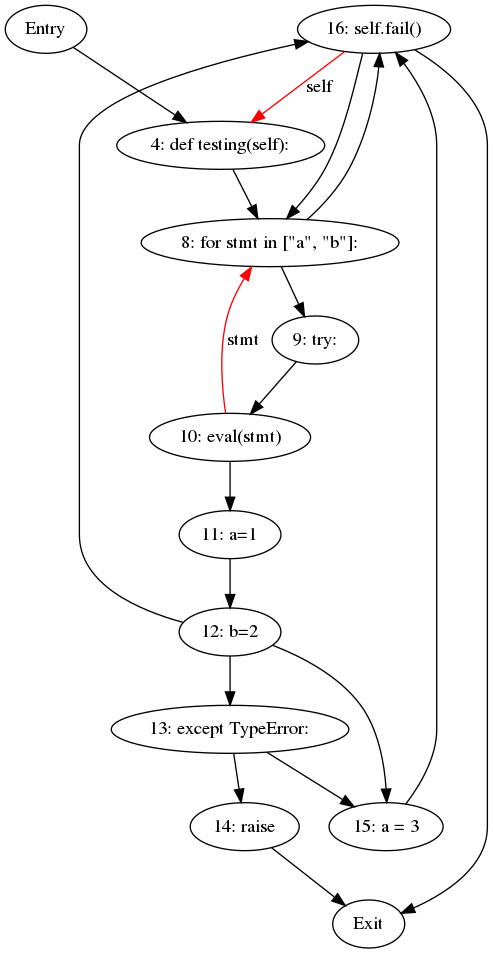 Entry
16: self.fail()
self
4: def testing(self):
8: for stmt in ["a", "b"]:
9: try:
stmt
10: eval(stmt)
11: a=1
12: b=2
13: except TypeError:
14: raise
15: a = 3
Exit